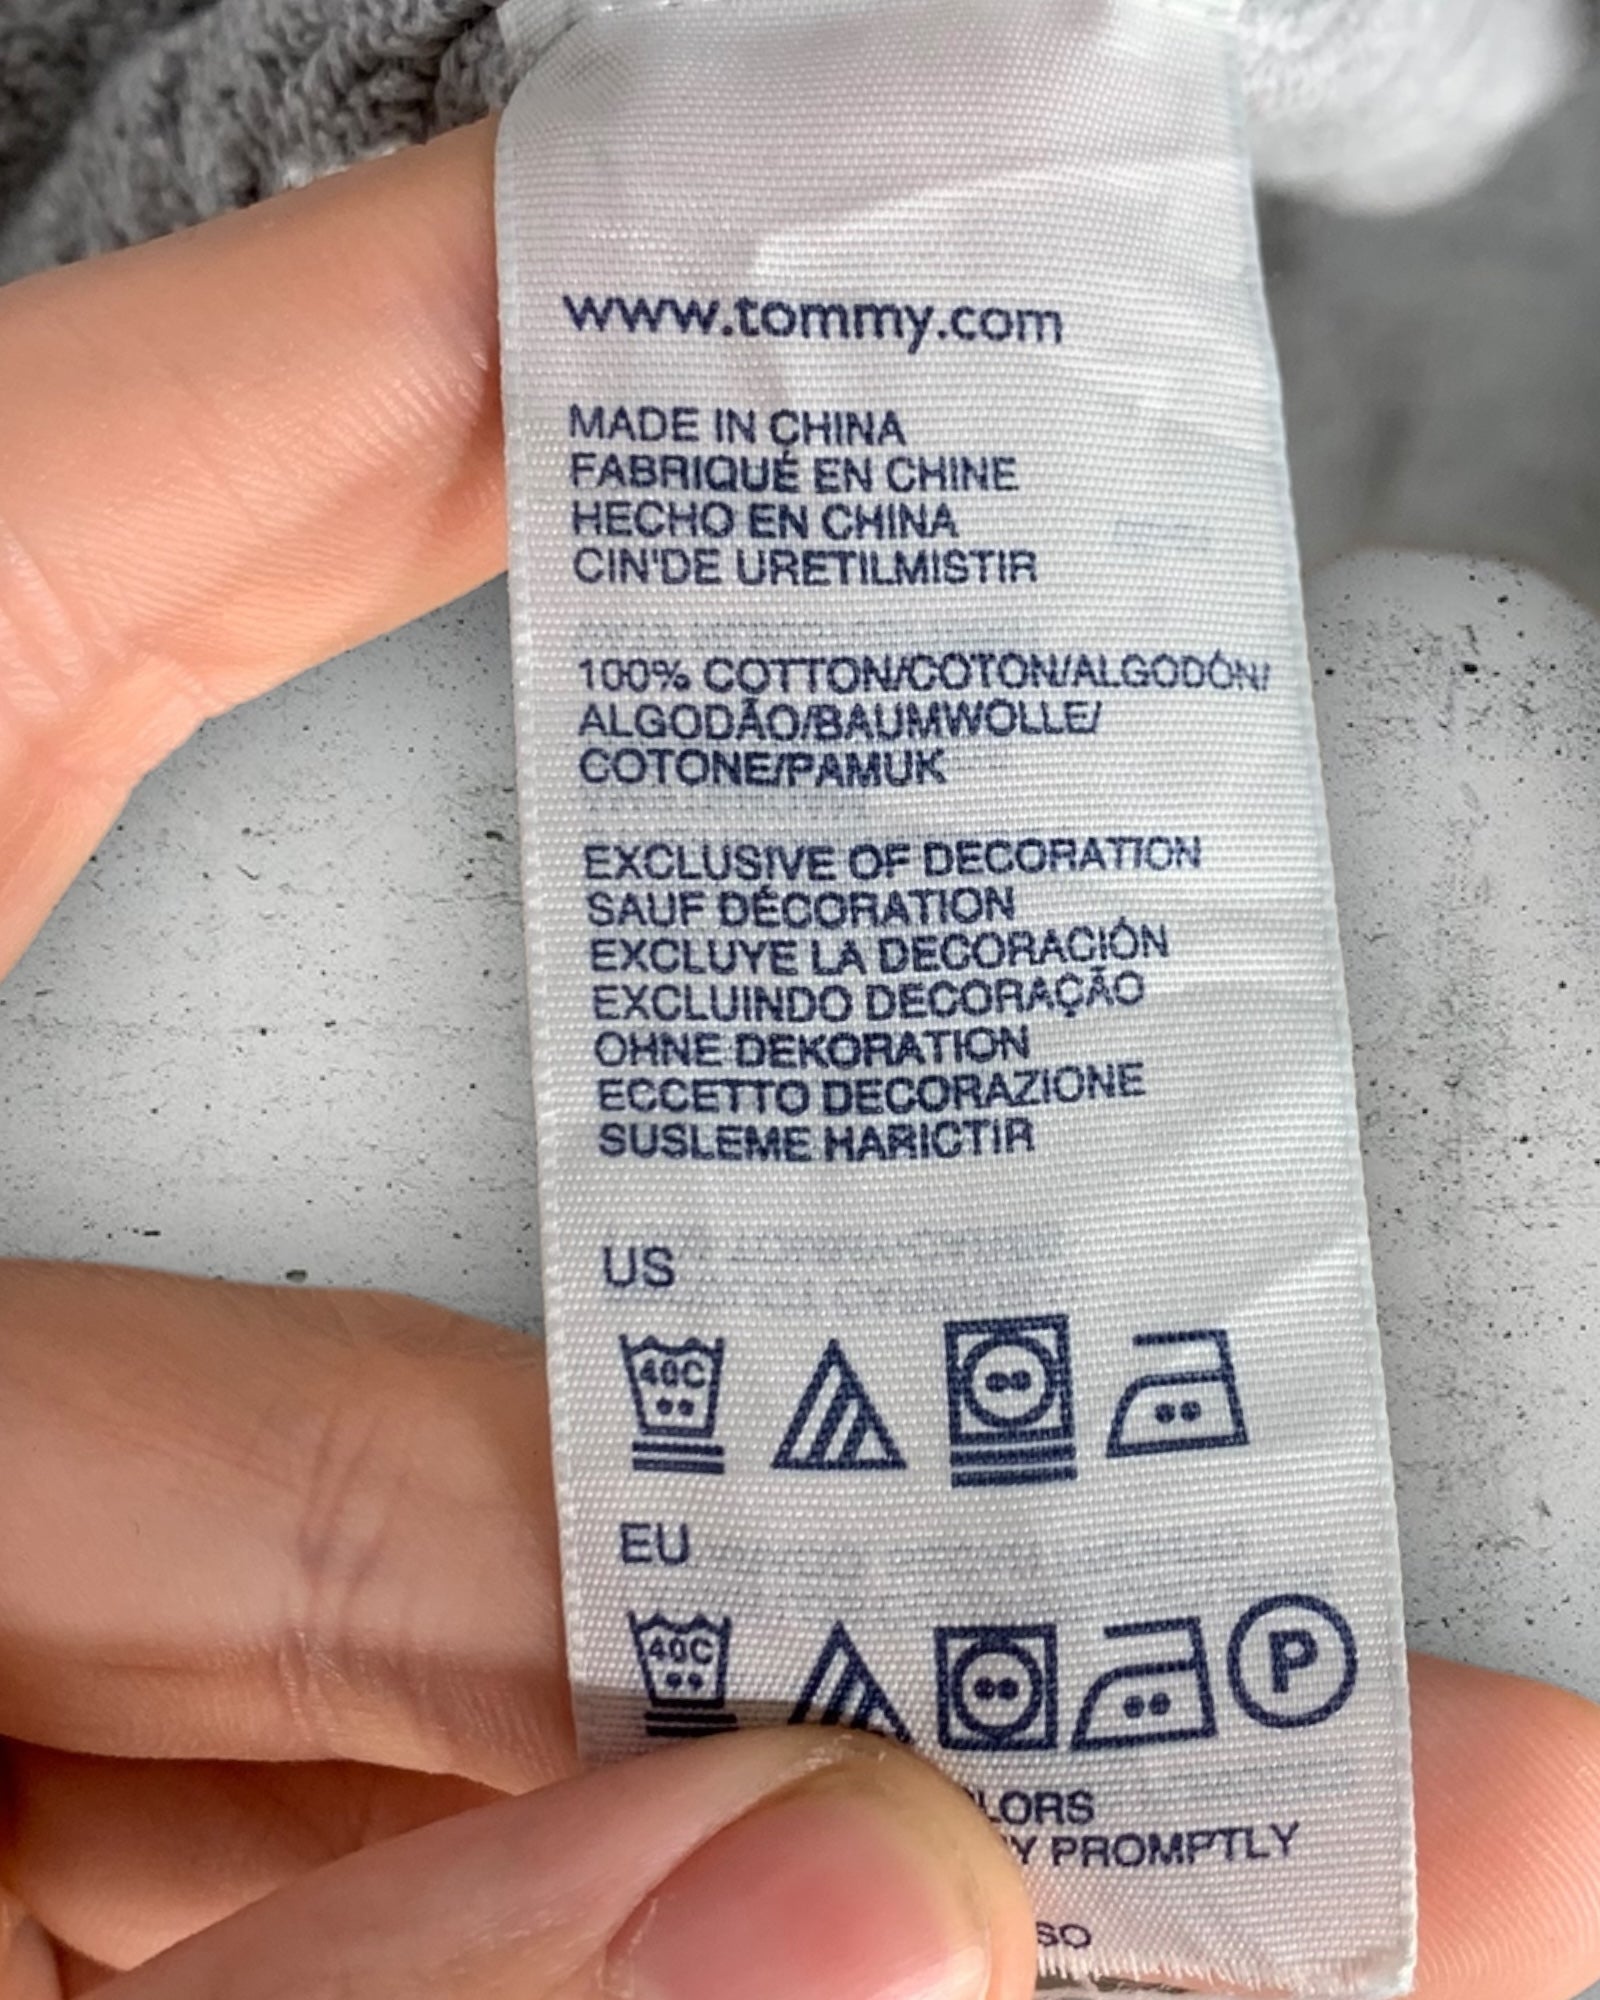 www.tommy.com
MADE IN CHINA
FABRIQUÉ EN CHINE
HECHO EN CHINA
CIN'DE URETILMISTIR
100% COTTON/COTON/ALGODÓN/
ALGODÃO/BAUMWOLLE/
COTONE/PAMUK
EXCLUSIVE OF DECORATION
SAUF DÉCORATION
EXCLUYE LA DECORACIÓN
EXCLUINDO DECORAÇÃO
OHNE DEKORATION
ECCETTO DECORAZIONE
SUSLEME HARICTIR
US
40C
EU
40C
P
PROMPTLY